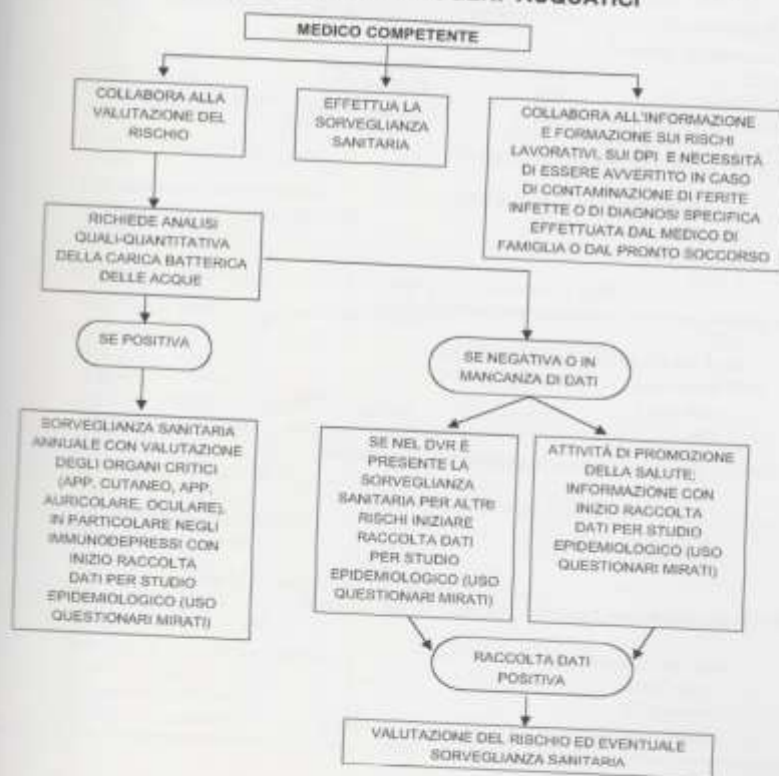 ACQUATICI
MEDICO COMPETENTE
COLLABORA ALLA
VALUTAZIONE DEL
RISCHIO
EFFETTUA LA
SORVEGLIANZA
SANITARIA
COLLABORA ALL'INFORMAZIONE
E FORMAZIONE SUI RISCHI
LAVORATIVI, SUI DPI E NECESSITÀ
DI ESSERE AVVERTITO IN CASO
DI CONTAMINAZIONE DI FERITE
INFETTE O DI DIAGNOSI SPECIFICA
EFFETTUATA DAL MEDICO DI
FAMIGLIA O DAL PRONTO SOCCORSO
RICHIEDE ANALISI
QUALI-QUANTITATIVA
DELLA CARICA BATTERICA
DELLE ACQUE
SE POSITIVA
SE NEGATIVA O IN
MANCANZA DI DATI
SORVEGLIANZA SANITARIA
ANNUALE CON VALUTAZIONE
DEGLI ORGANI CRITICI
(APP. CUTANEO, APP.
AURICOLARE, OCULARE),
IN PARTICOLARE NEGLI
IMMUNODEPRESSI CON
INIZIO RACCOLTA
DATI PER STUDIO
EPIDEMIOLOGICO (USO
QUESTIONARI MIRATI)
SE NEL DVR È
PRESENTE LA
SORVEGLIANZA
SANITARIA PER ALTRI
RISCHI INIZIARE
RACCOLTA DATI
PER STUDIO
EPIDEMIOLOGICO (USO
QUESTIONARI MIRATI)
ATTIVITÀ DI PROMOZIONE
DELLA SALUTE:
INFORMAZIONE CON
INIZIO RACCOLTA
DATI PER STUDIO
EPIDEMIOLOGICO (USO
QUESTIONARI MIRATI)
RACCOLTA DATI
POSITIVA
VALUTAZIONE DEL RISCHIO ED EVENTUALE
SORVEGLIANZA SANITARIA